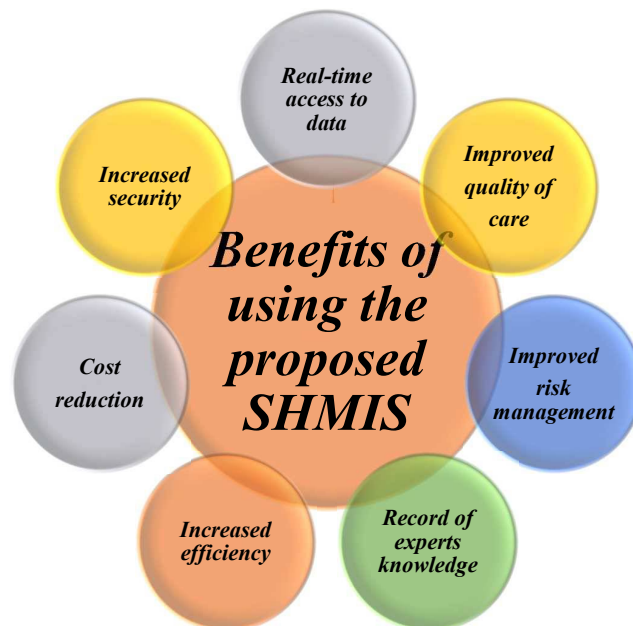 Real-time
access to
data
Improved
quality of
care
Improved
risk
management
Record of
experts
knowledge
Increased
efficiency
Cost
reduction
Increased
security
Benefits of
using the
proposed
SHMIS